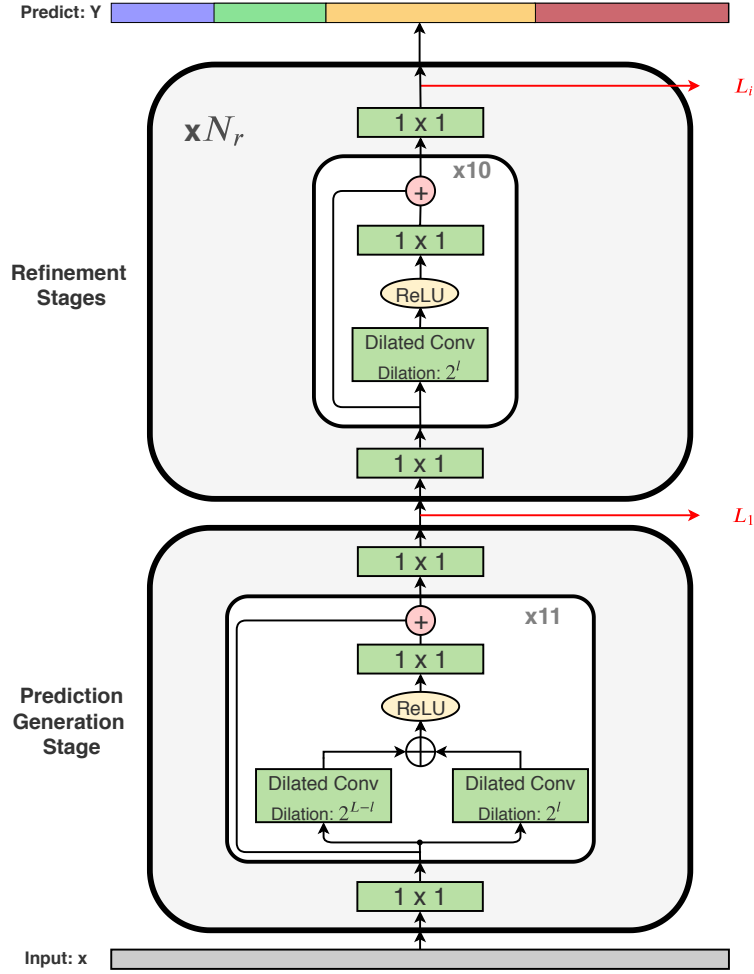 Predict: Y
L_i
1 x 1
xN_r
x10
+
1 x 1
Refinement
Stages
ReLU
Dilated Conv
Dilation: 2^l
1 x 1
L_1
1 x 1
x11
+
1 x 1
Prediction
Generation
Stage
ReLU
Dilated Conv
Dilation: 2^{L-l}
Dilated Conv
Dilation: 2^l
1 x 1
Input: x